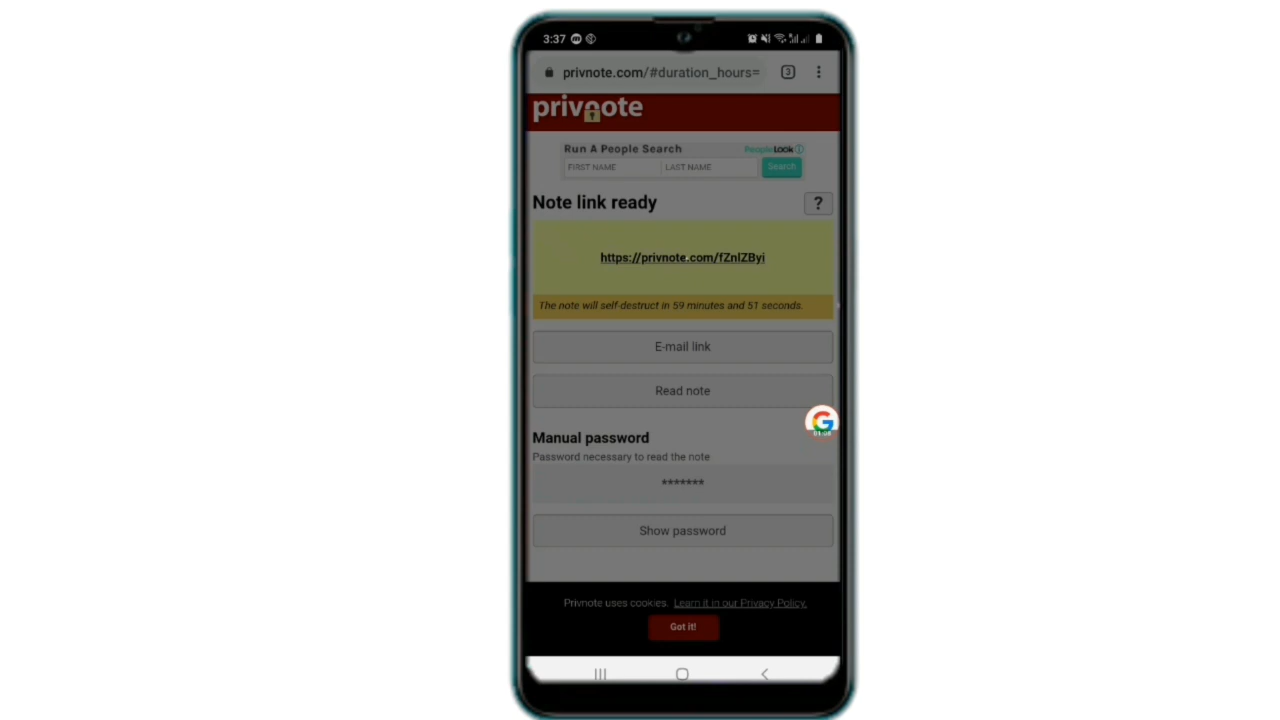 3:37
privnote.com/#duration_hours=
3
privnote
Run A People Search
PeopleLook
FIRST NAME
LAST NAME
Search
Note link ready
?
https://privnote.com/fZnlZByi
The note will self-destruct in 59 minutes and 51 seconds.
E-mail link
Read note
G
Manual password
Password necessary to read the note
*******
Show password
Privnote uses cookies. Learn it in our Privacy Policy.
Got it!